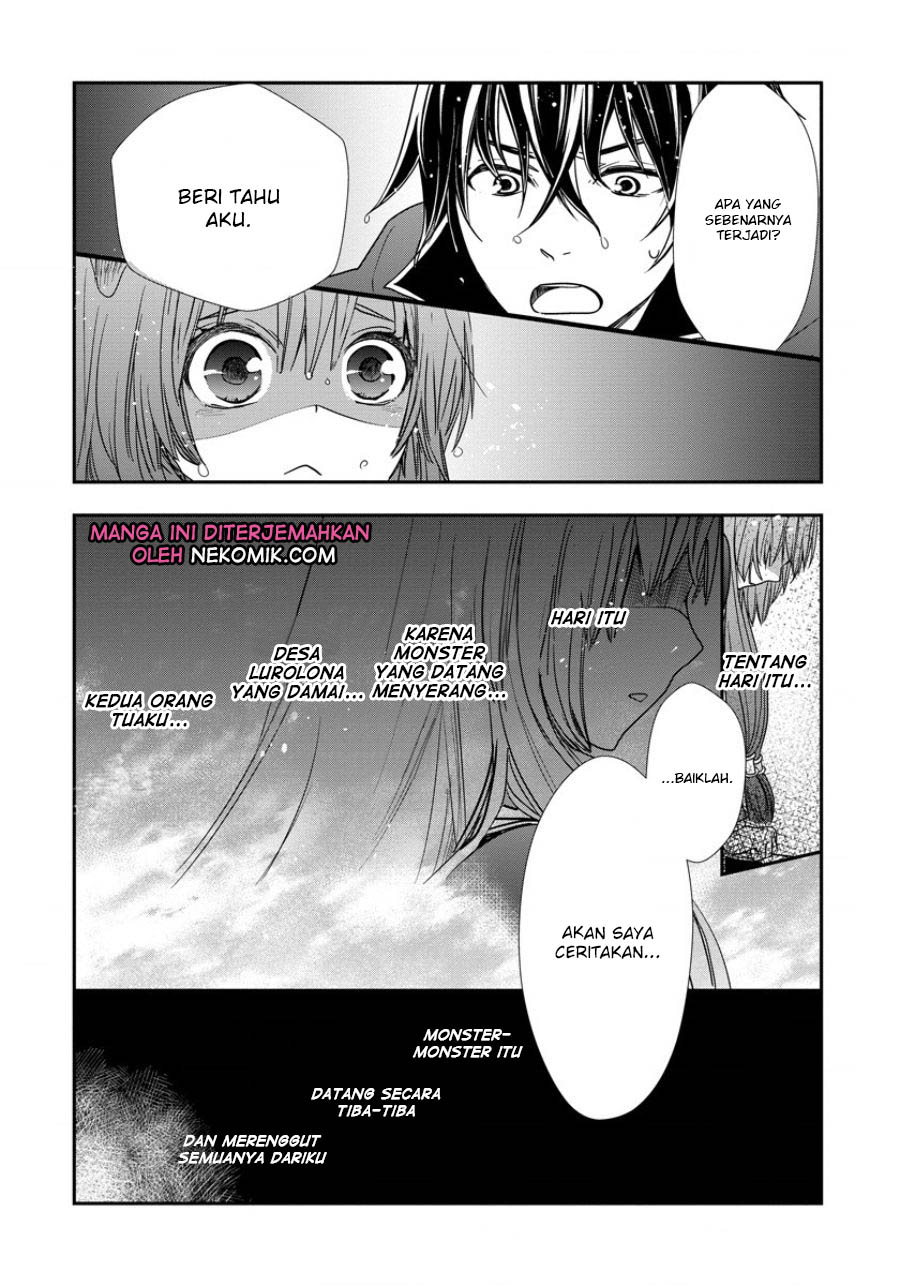 APA YANG
SEBENARNYA
TERJADI?
BERI TAHU
AKU.
MANGA INI DITERJEMAHKAN
OLEH NEKOMIK.COM
TENTANG
HARI ITU...
...BAIKLAH.
AKAN SAYA
CERITAKAN...
HARI ITU
KARENA
MONSTER
YANG DATANG
MENYERANG...
DESA
LUROLONA
YANG DAMAI...
KEDUA ORANG
TUAKU...
MONSTER-
MONSTER ITU
DATANG SECARA
TIBA-TIBA
DAN MERENGGUT
SEMUANYA DARIKU